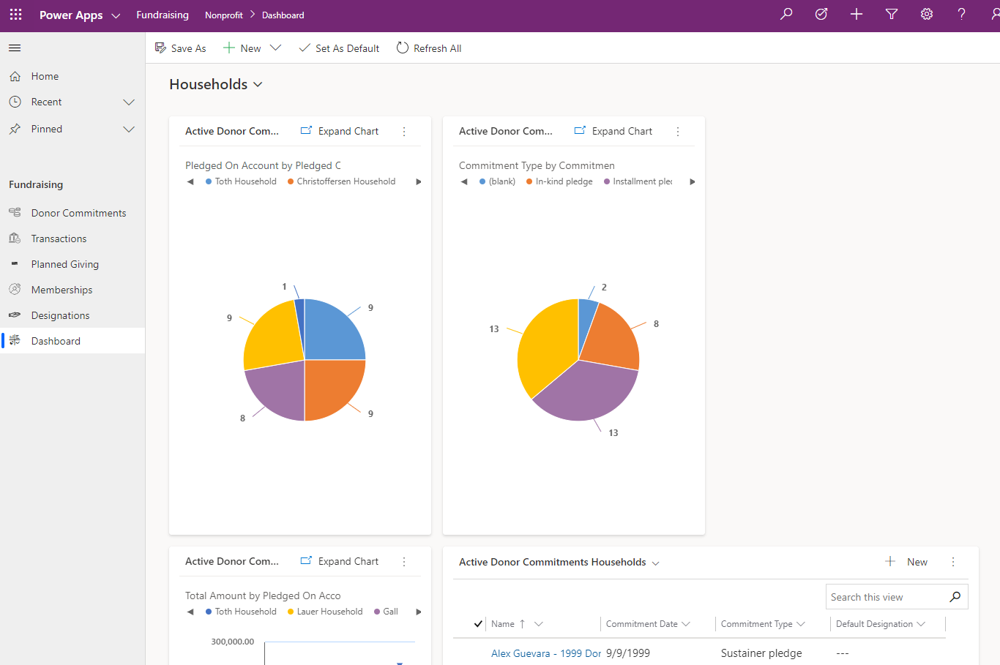 Power Apps Fundraising Nonprofit Dashboard
Save As New Set As Default Refresh All
Home
Recent
Pinned
Fundraising
Donor Commitments
Transactions
Planned Giving
Memberships
Designations
Dashboard
Households
Active Donor Com... Expand Chart
Pledged On Account by Pledged C
Toth Household Christoffersen Household
1
9
9
8
9
Active Donor Com... Expand Chart
Commitment Type by Commitmen
(blank) In-kind pledge Installment plec
2
8
13
13
Active Donor Com... Expand Chart
Total Amount by Pledged On Acco
Toth Household Lauer Household Gall
300,000.00
Active Donor Commitments Households New
Search this view
Name Commitment Date Commitment Type Default Designation
Alex Guevara - 1999 Dor 9/9/1999 Sustainer pledge ---